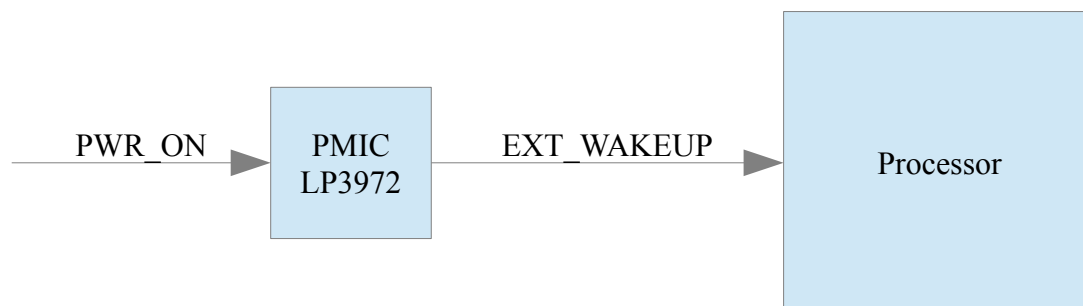 PWR_ON
PMIC
LP3972
EXT_WAKEUP
Processor